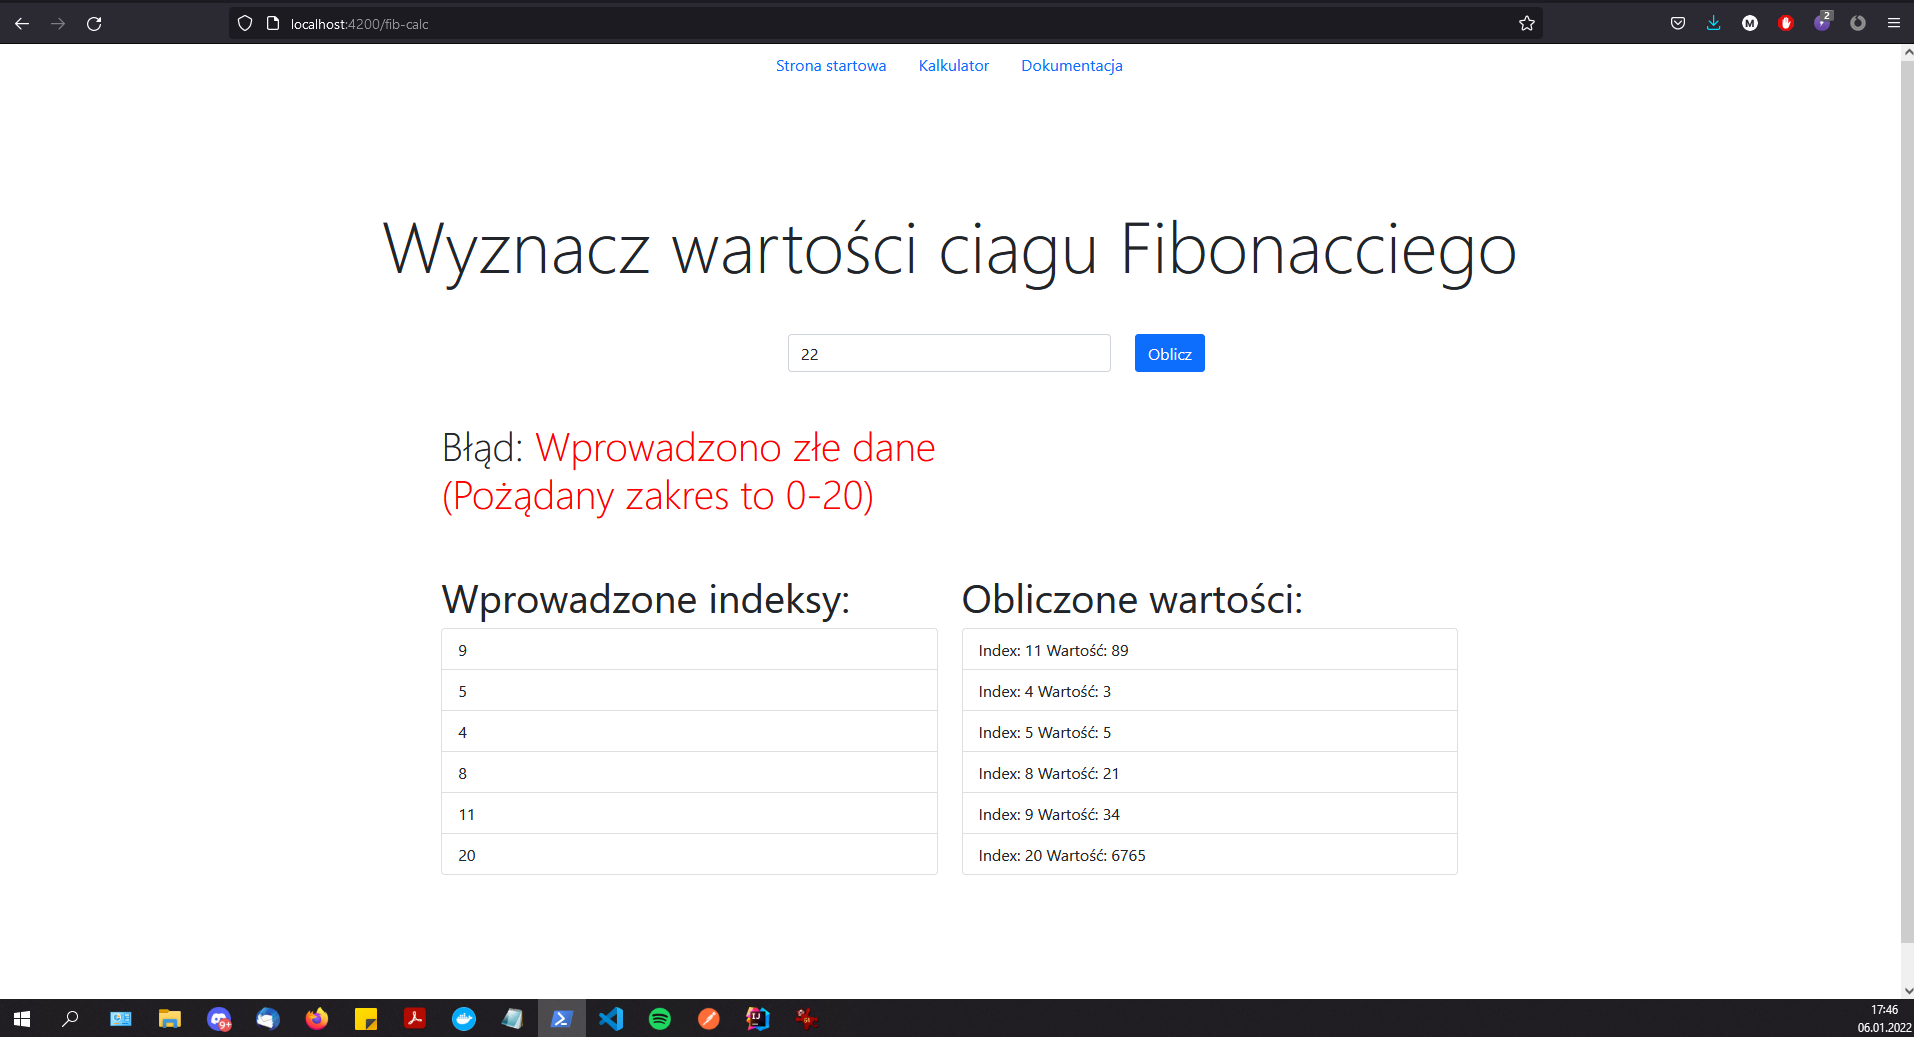 localhost:4200/fib-calc
2
Strona startowa Kalkulator Dokumentacja
Wyznacz wartości ciagu Fibonacciego
22
Oblicz
Błąd: Wprowadzono złe dane
(Pożądany zakres to 0-20)
Wprowadzone indeksy:
9
5
4
8
11
20
Obliczone wartości:
Index: 11 Wartość: 89
Index: 4 Wartość: 3
Index: 5 Wartość: 5
Index: 8 Wartość: 21
Index: 9 Wartość: 34
Index: 20 Wartość: 6765
9+
17:46
06.01.2022